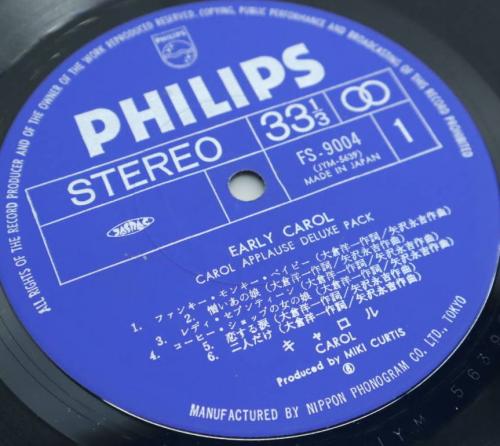 ALL RIGHTS OF THE RECORD PRODUCER AND OF THE OWNER OF THE WORK REPRODUCED RESERVED. COPYING, PUBLIC PERFORMANCE AND BROADCASTING OF THE RECORD PROHIBITED
PHILIPS
PHILIPS
STEREO
33 1/3
FS-9004
(JYM-5639)
MADE IN JAPAN
1
JASRAC
EARLY CAROL
CAROL APPLAUSE DELUXE PACK
1. ファンキー・モンキー・ベイビー(大倉洋一作詞/矢沢永吉作曲)
2. 憎いあの娘(大倉洋一作詞/矢沢永吉作曲)
3. レディ・セブンティーン(大倉洋一作詞/矢沢永吉作曲)
4. コーヒー・ショップの女の娘(大倉洋一作詞/矢沢永吉作曲)
5. 恋する涙(大倉洋一作詞/矢沢永吉作曲)
6. 二人だけ(大倉洋一作詞/矢沢永吉作曲)
キャロル
CAROL
Produced by MIKI CURTIS
Ⓡ
MANUFACTURED BY NIPPON PHONOGRAM CO. LTD., TOKYO
JYM 5639